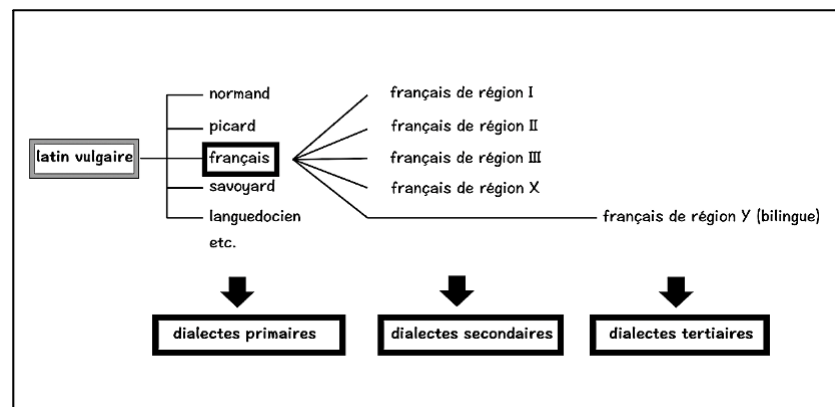 normand
français de région I
picard
français de région II
latin vulgaire
français
français de région III
savoyard
français de région X
languedocien
français de région Y (bilingue)
etc.
dialectes primaires
dialectes secondaires
dialectes tertiaires